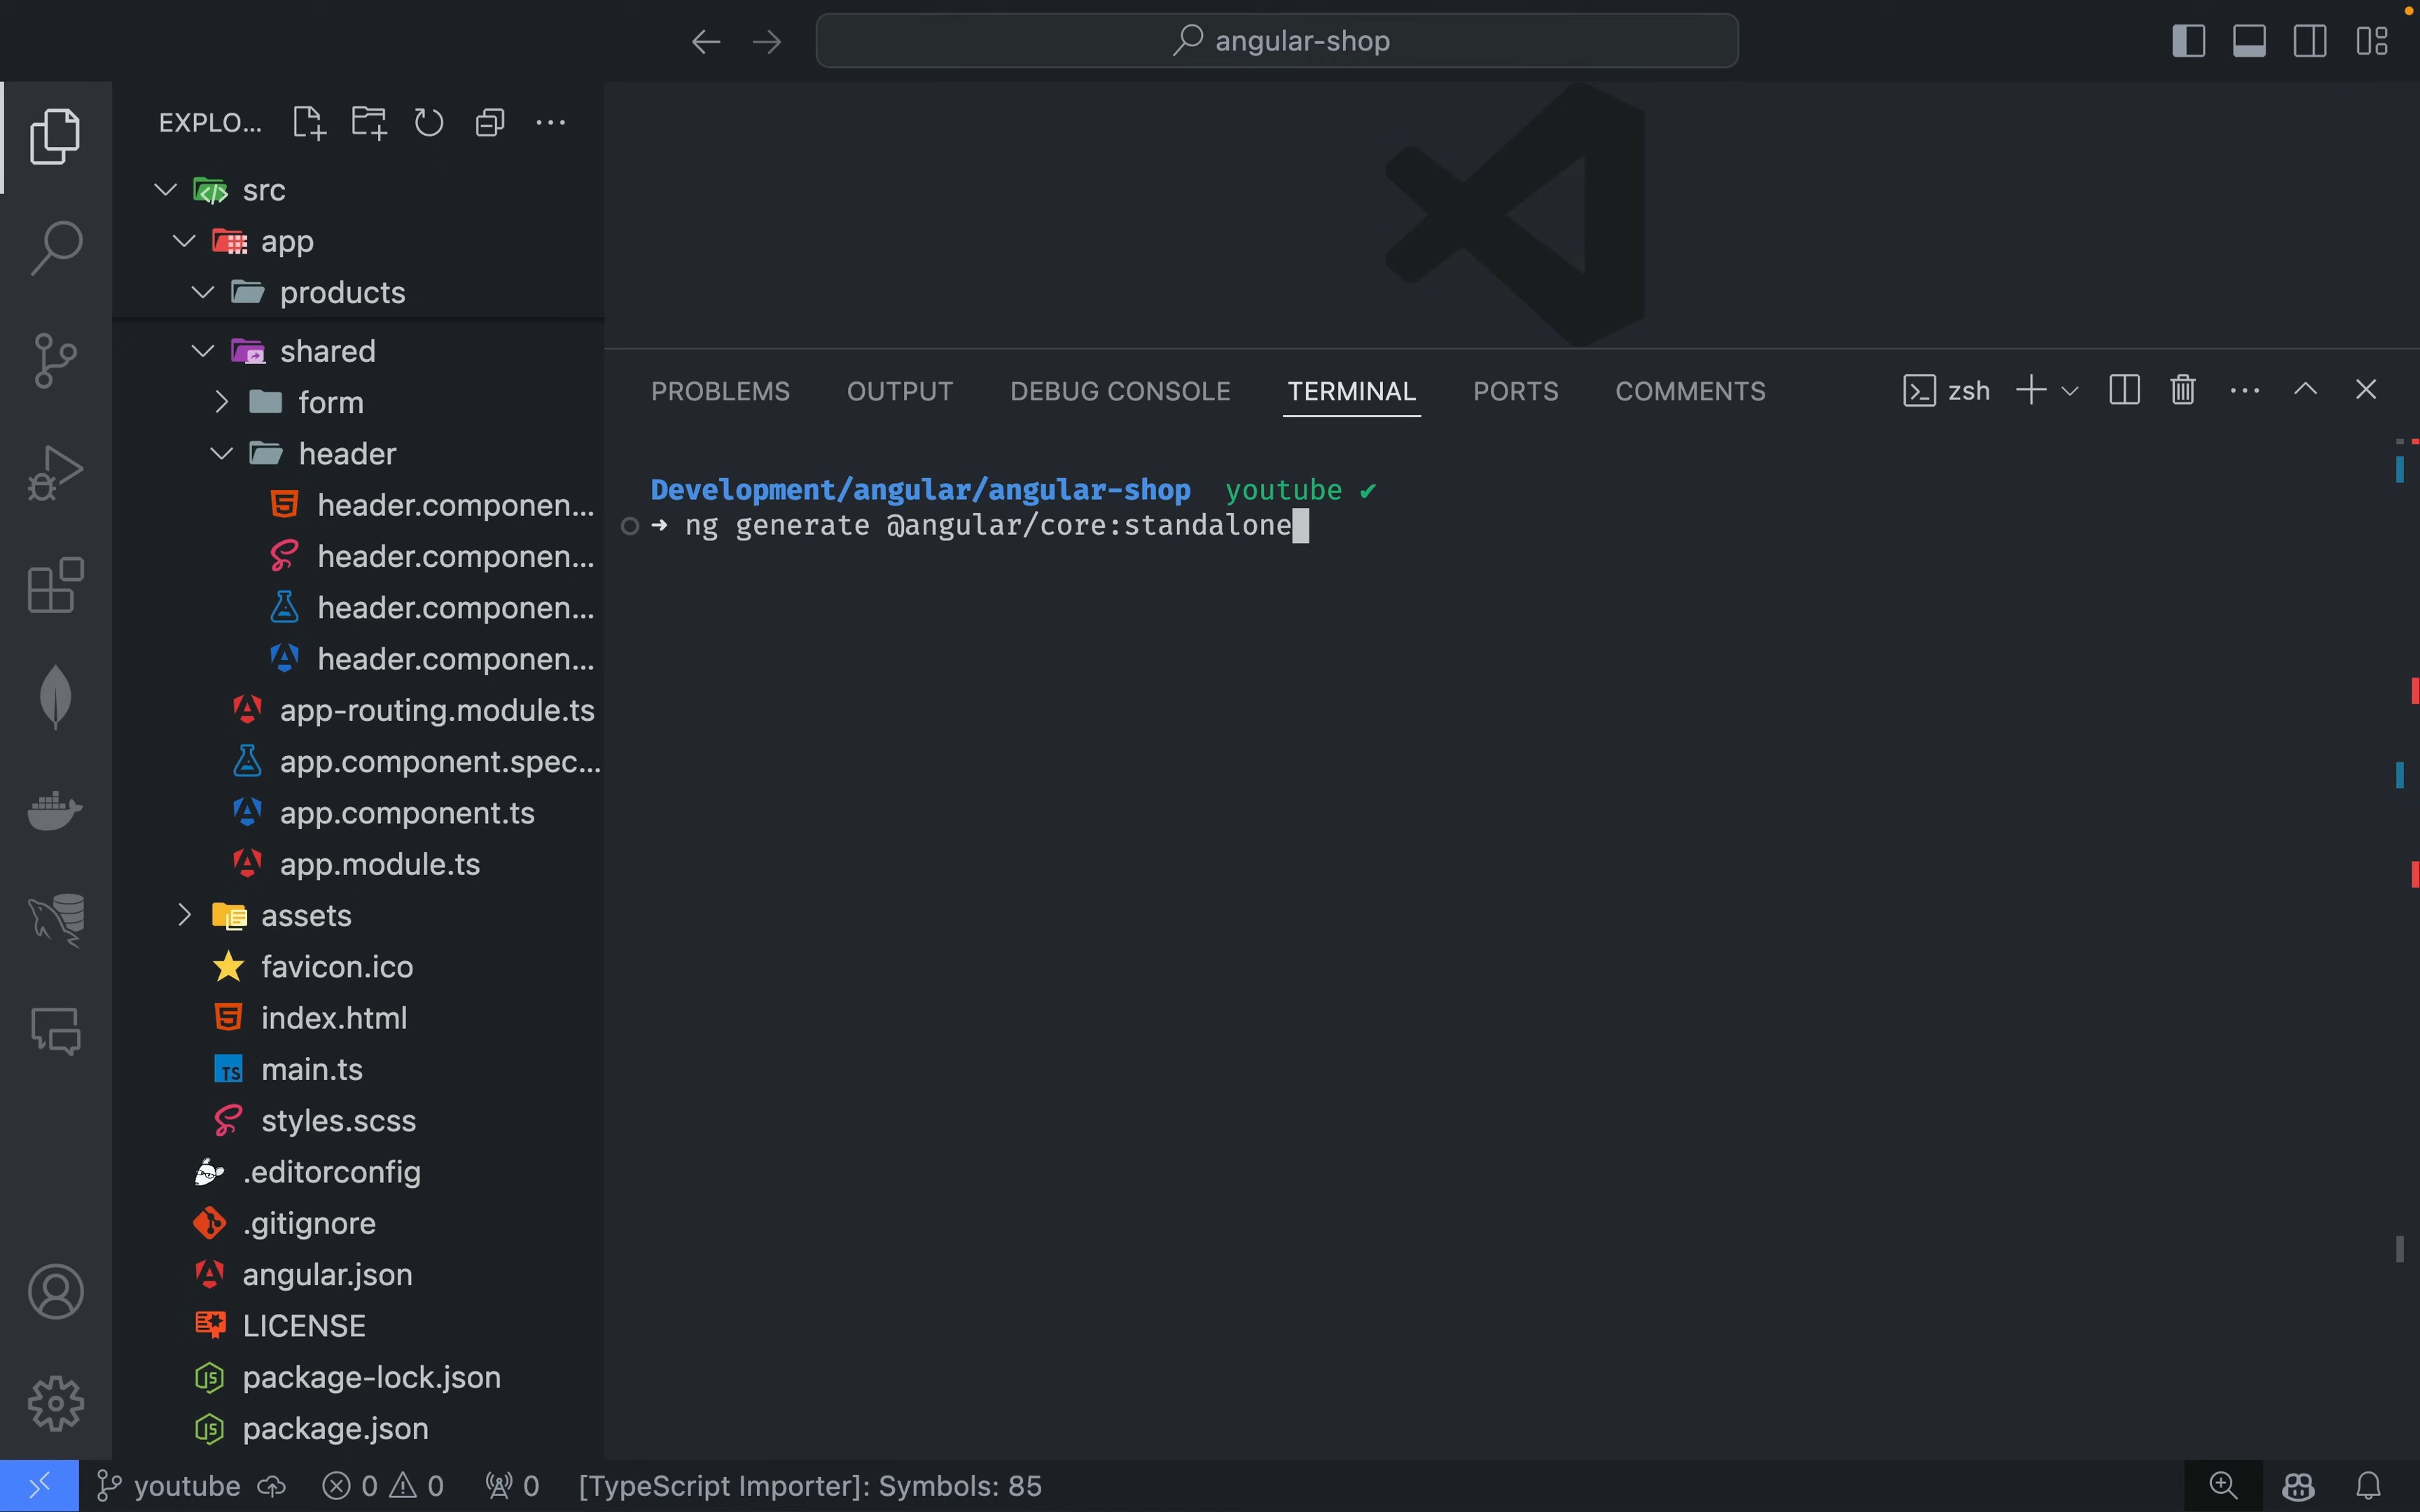 angular-shop
EXPLO...
src
app
products
shared
form
header
header.componen...
header.componen...
header.componen...
header.componen...
app-routing.module.ts
app.component.spec...
app.component.ts
app.module.ts
assets
favicon.ico
index.html
TS main.ts
styles.scss
.editorconfig
.gitignore
angular.json
LICENSE
JS package-lock.json
JS package.json
PROBLEMS OUTPUT DEBUG CONSOLE TERMINAL PORTS COMMENTS zsh
Development/angular/angular-shop youtube ✔
➜ ng generate @angular/core:standalone
youtube 0 0 0 [TypeScript Importer]: Symbols: 85